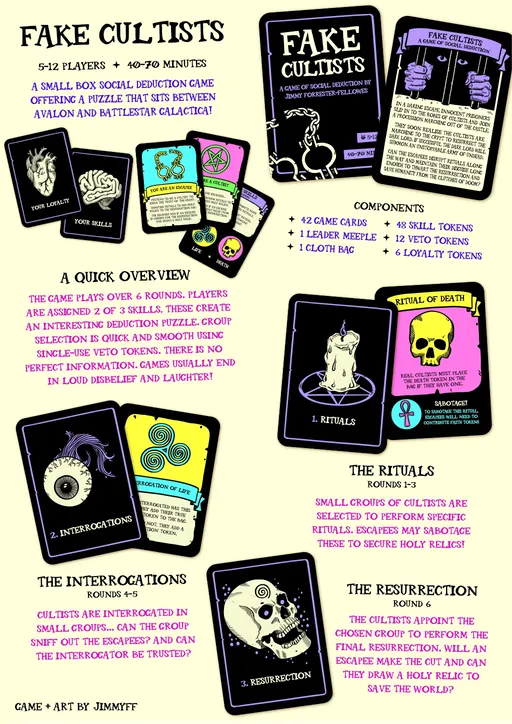 FAKE CULTISTS
5-12 PLAYERS + 40-70 MINUTES
A SMALL BOX SOCIAL DEDUCTION GAME
OFFERING A PUZZLE THAT SITS BETWEEN
AVALON AND BATTLESTAR GALACTICA!
YOUR LOYALTY
YOUR SKILLS
YOU ARE AN ESCAPEE
A CULTIST
SKILLS
LIFE + DEATH
FAKE
CULTISTS
A GAME OF SOCIAL DEDUCTION BY
JIMMY FORRESTER-FELLOWES
5-12
40-70 MIN
FAKE CULTISTS
A GAME OF SOCIAL DEDUCTION
IN A DARING ESCAPE, INNOCENT PRISONERS
SLIP IN TO THE ROBES OF CULTISTS AND JOIN
A PROCESSION MARCHING OUT OF THE CASTLE.
THEY SOON REALISE THE CULTISTS ARE
MARCHING TO THE CRYPT TO RESURRECT THE
DARK LORD. IF SUCCESSFUL, THE DARK LORD WILL
SUMMON AN UNSTOPPABLE ARMY OF UNDEAD!
CAN THE ESCAPEES DISRUPT RITUALS ALONG
THE WAY AND MAINTAIN THEIR DISGUISE LONG
ENOUGH TO THWART THE RESURRECTION AND
SAVE HUMANITY FROM THE CLUTCHES OF DOOM?
COMPONENTS
+ 42 GAME CARDS
+ 1 LEADER MEEPLE
+ 1 CLOTH BAG
+ 48 SKILL TOKENS
+ 12 VETO TOKENS
+ 6 LOYALTY TOKENS
A QUICK OVERVIEW
THE GAME PLAYS OVER 6 ROUNDS. PLAYERS
ARE ASSIGNED 2 OF 3 SKILLS. THESE CREATE
AN INTERESTING DEDUCTION PUZZLE. GROUP
SELECTION IS QUICK AND SMOOTH USING
SINGLE-USE VETO TOKENS. THERE IS NO
PERFECT INFORMATION. GAMES USUALLY END
IN LOUD DISBELIEF AND LAUGHTER!
1. RITUALS
RITUAL OF DEATH
REAL CULTISTS MUST PLACE
THE DEATH TOKEN IN THE
BAG IF THEY HAVE ONE.
SABOTAGE!
TO SABOTAGE THIS RITUAL,
ESCAPEES WILL NEED TO
CONTRIBUTE FAITH TOKENS
THE RITUALS
ROUNDS 1-3
SMALL GROUPS OF CULTISTS ARE
SELECTED TO PERFORM SPECIFIC
RITUALS. ESCAPEES MAY SABOTAGE
THESE TO SECURE HOLY RELICS!
2. INTERROGATIONS
ROGATION OF LIFE
THE INTERROGATIONS
ROUNDS 4-5
CULTISTS ARE INTERROGATED IN
SMALL GROUPS... CAN THE GROUP
SNIFF OUT THE ESCAPEES? AND CAN
THE INTERROGATOR BE TRUSTED?
3. RESURRECTION
THE RESURRECTION
ROUND 6
THE CULTISTS APPOINT THE
CHOSEN GROUP TO PERFORM THE
FINAL RESURRECTION. WILL AN
ESCAPEE MAKE THE CUT AND CAN
THEY DRAW A HOLY RELIC TO
SAVE THE WORLD?
GAME + ART BY JIMMYFF